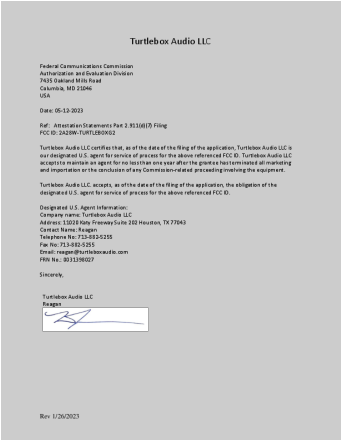 Turtlebox Audio LLC
Federal Communications Commission
Authorization and Evaluation Division
7435 Oakland Mills Road
Columbia, MD 21046
USA
Date: 05-12-2023
Ref: Attestation Statements Part 2.911(d)(7) Filing
FCC ID: 2A28W-TURTLEBOXG2
Turtlebox Audio LLC certifies that, as of the date of the filing of the application, Turtlebox Audio LLC is
our designated U.S. agent for service of process for the above referenced FCC ID. Turtlebox Audio LLC
accepts to maintain an agent for no less than one year after the grantee has terminated all marketing
and importation or the conclusion of any Commission-related proceeding involving the equipment.
Turtlebox Audio LLC. accepts, as of the date of the filing of the application, the obligation of the
designated U.S. agent for service of process for the above referenced FCC ID.
Designated U.S. Agent Information:
Company name: Turtlebox Audio LLC
Address: 11020 Katy Freeway Suite 202 Houston, TX 77043
Contact Name: Reagan
Telephone No: 713-882-5255
Fax No: 713-882-5255
Email: reagan@turtleboxaudio.com
FRN No.: 0031398027
Sincerely,
Turtlebox Audio LLC
Reagan
Rev 1/26/2023